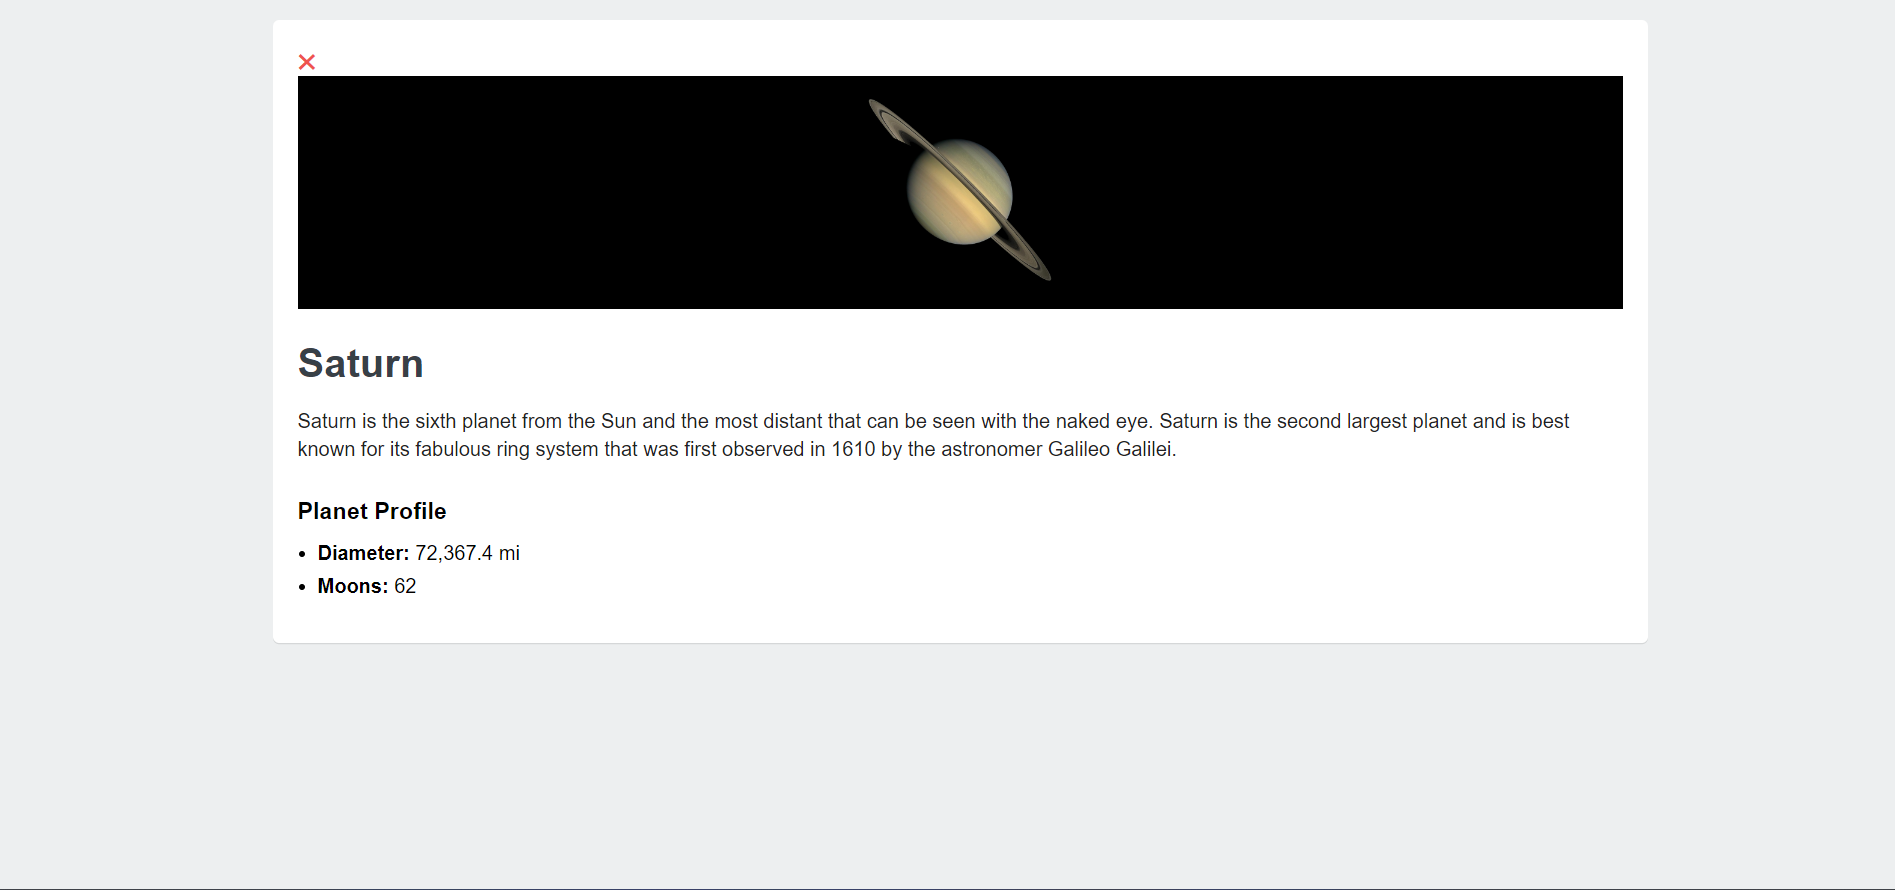 Saturn
Saturn is the sixth planet from the Sun and the most distant that can be seen with the naked eye. Saturn is the second largest planet and is best
known for its fabulous ring system that was first observed in 1610 by the astronomer Galileo Galilei.
Planet Profile
• Diameter: 72,367.4 mi
• Moons: 62